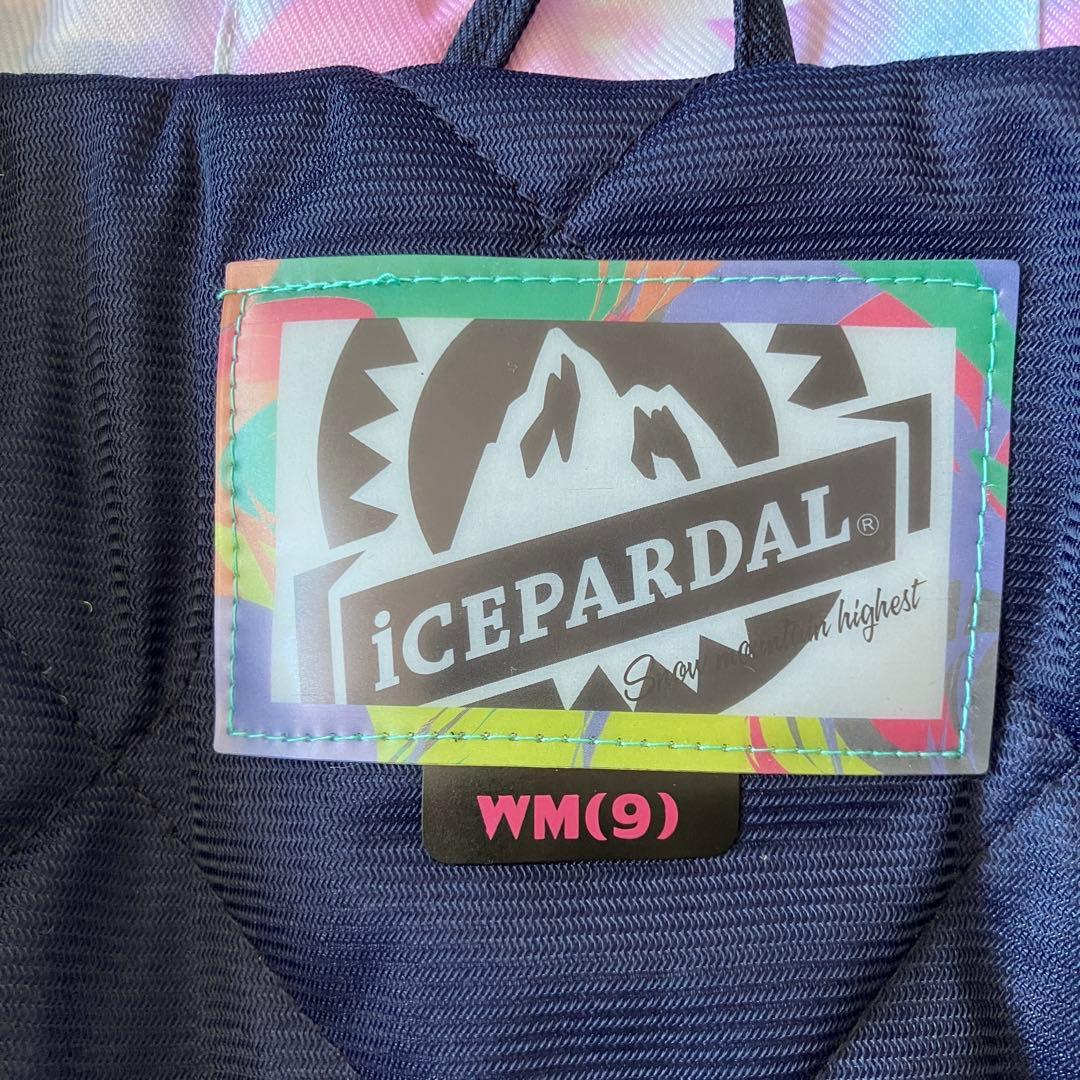 iCEPARDAL®
Snow mountain highest
WM(9)